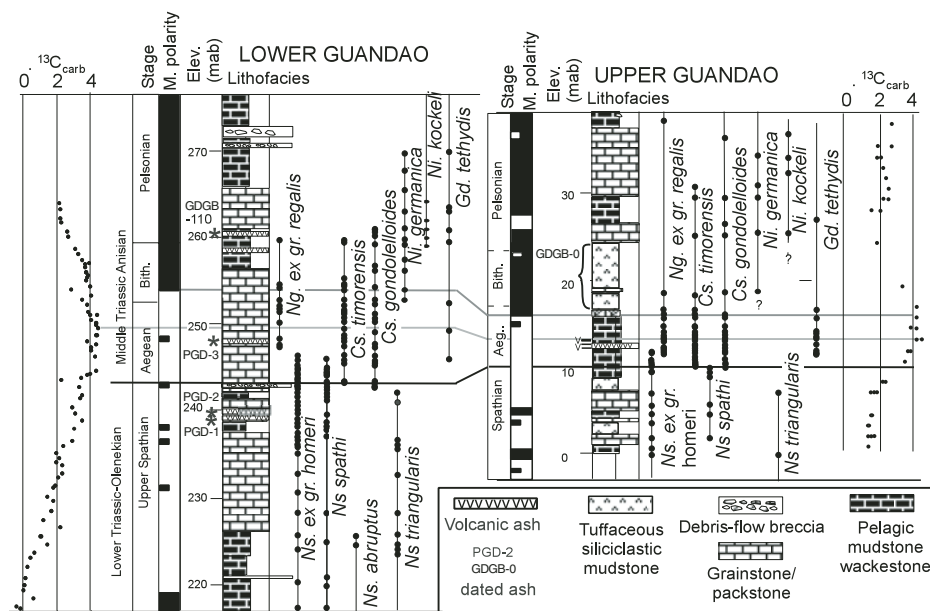 LOWER GUANDAO
UPPER GUANDAO
0. 13Ccarb
0 2 4
Stage
M. polarity
Elev. (mab)
Lithofacies
Middle Triassic Anisian
Pelsonian
Bith.
Aegean
Lower Triassic-Olenekian
Upper Spathian
270
GDGB
-110
260
250
PGD-3
PGD-2
240
PGD-1
230
220
Ng. ex gr. regalis
Cs. timorensis
Cs. gondolelloides
Ni. germanica
Ni. kockeli
Gd. tethydis
Ns. ex gr. homeri
Ns spathi
Ns. abruptus
Ns triangularis
Stage
M. polarity
Elev. (mab)
Lithofacies
0. 13Ccarb
0 2 4
Pelsonian
Bith.
Aeg..
Spathian
30
GDGB-0
20
10
0
V
V
Ng. ex gr. regalis
Cs. timorensis
Cs. gondolelloides
Ni. germanica
Ni. kockeli
Gd. tethydis
?
?
Ns. ex gr.
homeri
Ns spathi
Ns triangularis
Volcanic ash
PGD-2
GDGB-0
dated ash
Tuffaceous
siliciclastic
mudstone
Debris-flow breccia
Grainstone/
packstone
Pelagic
mudstone
wackestone